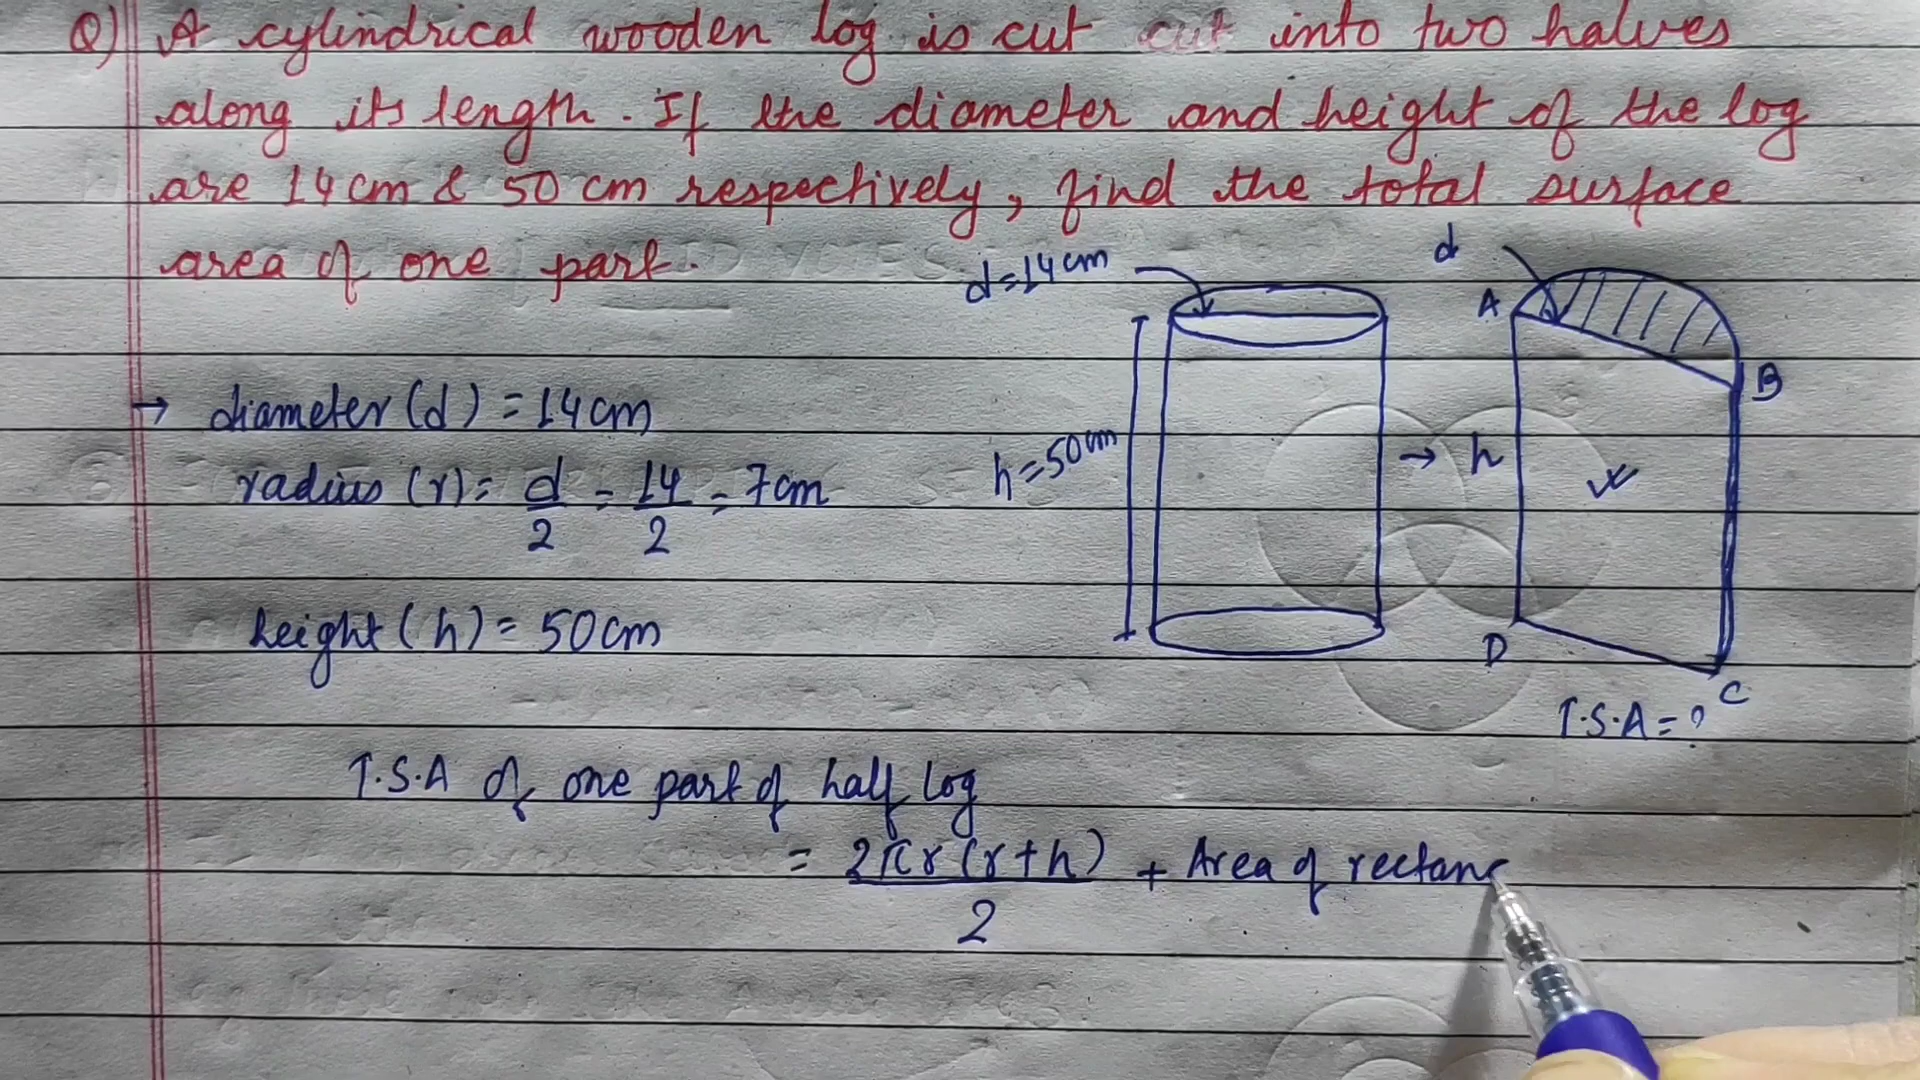 Q) A cylindrical wooden log is cut cut into two halves
along its length. If the diameter and height of the log
are 14cm & 50 cm respectively, find the total surface
area of one part.
d=14cm
h=50cm
→ h
d
A
B
C
D
T.S.A=?
→ diameter (d) = 14cm
radius (r) = d/2 = 14/2 = 7cm
height (h) = 50cm
T.S.A of one part of half log
= 2πr(r+h)/2 + Area of rectang